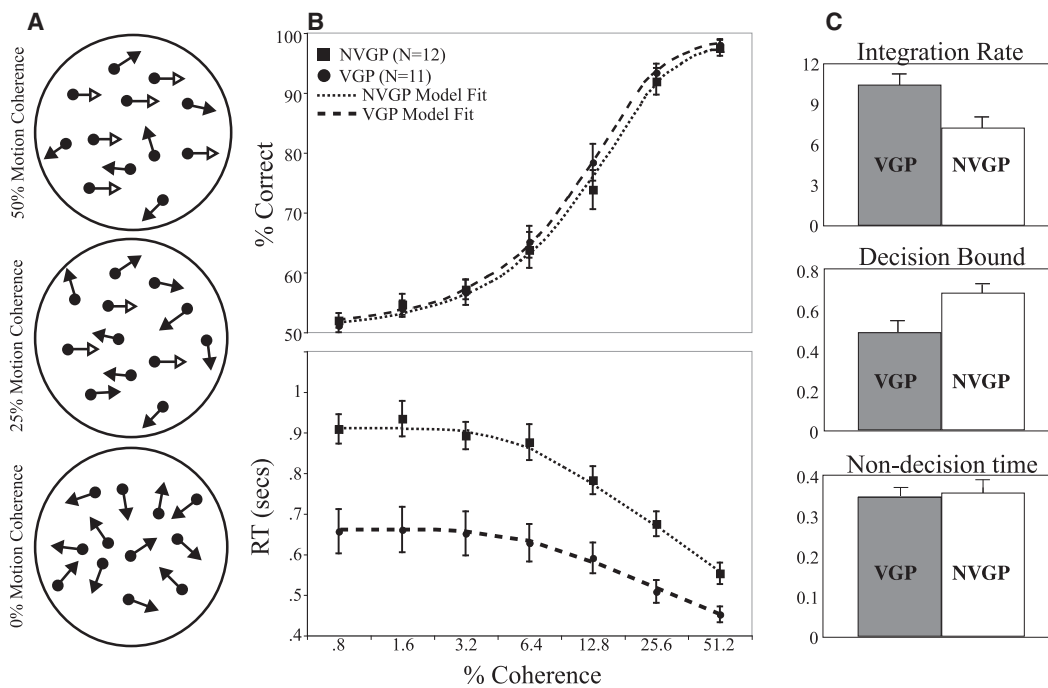 A
50% Motion Coherence
25% Motion Coherence
0% Motion Coherence
B
100
90
80
70
60
50
% Correct
NVGP (N=12)
VGP (N=11)
NVGP Model Fit
VGP Model Fit
1
.9
.8
.7
.6
.5
.4
RT (secs)
.8 1.6 3.2 6.4 12.8 25.6 51.2
% Coherence
C
Integration Rate
12
9
6
3
0
VGP NVGP
Decision Bound
0.8
0.6
0.4
0.2
0
VGP NVGP
Non-decision time
0.4
0.3
0.2
0.1
0
VGP NVGP